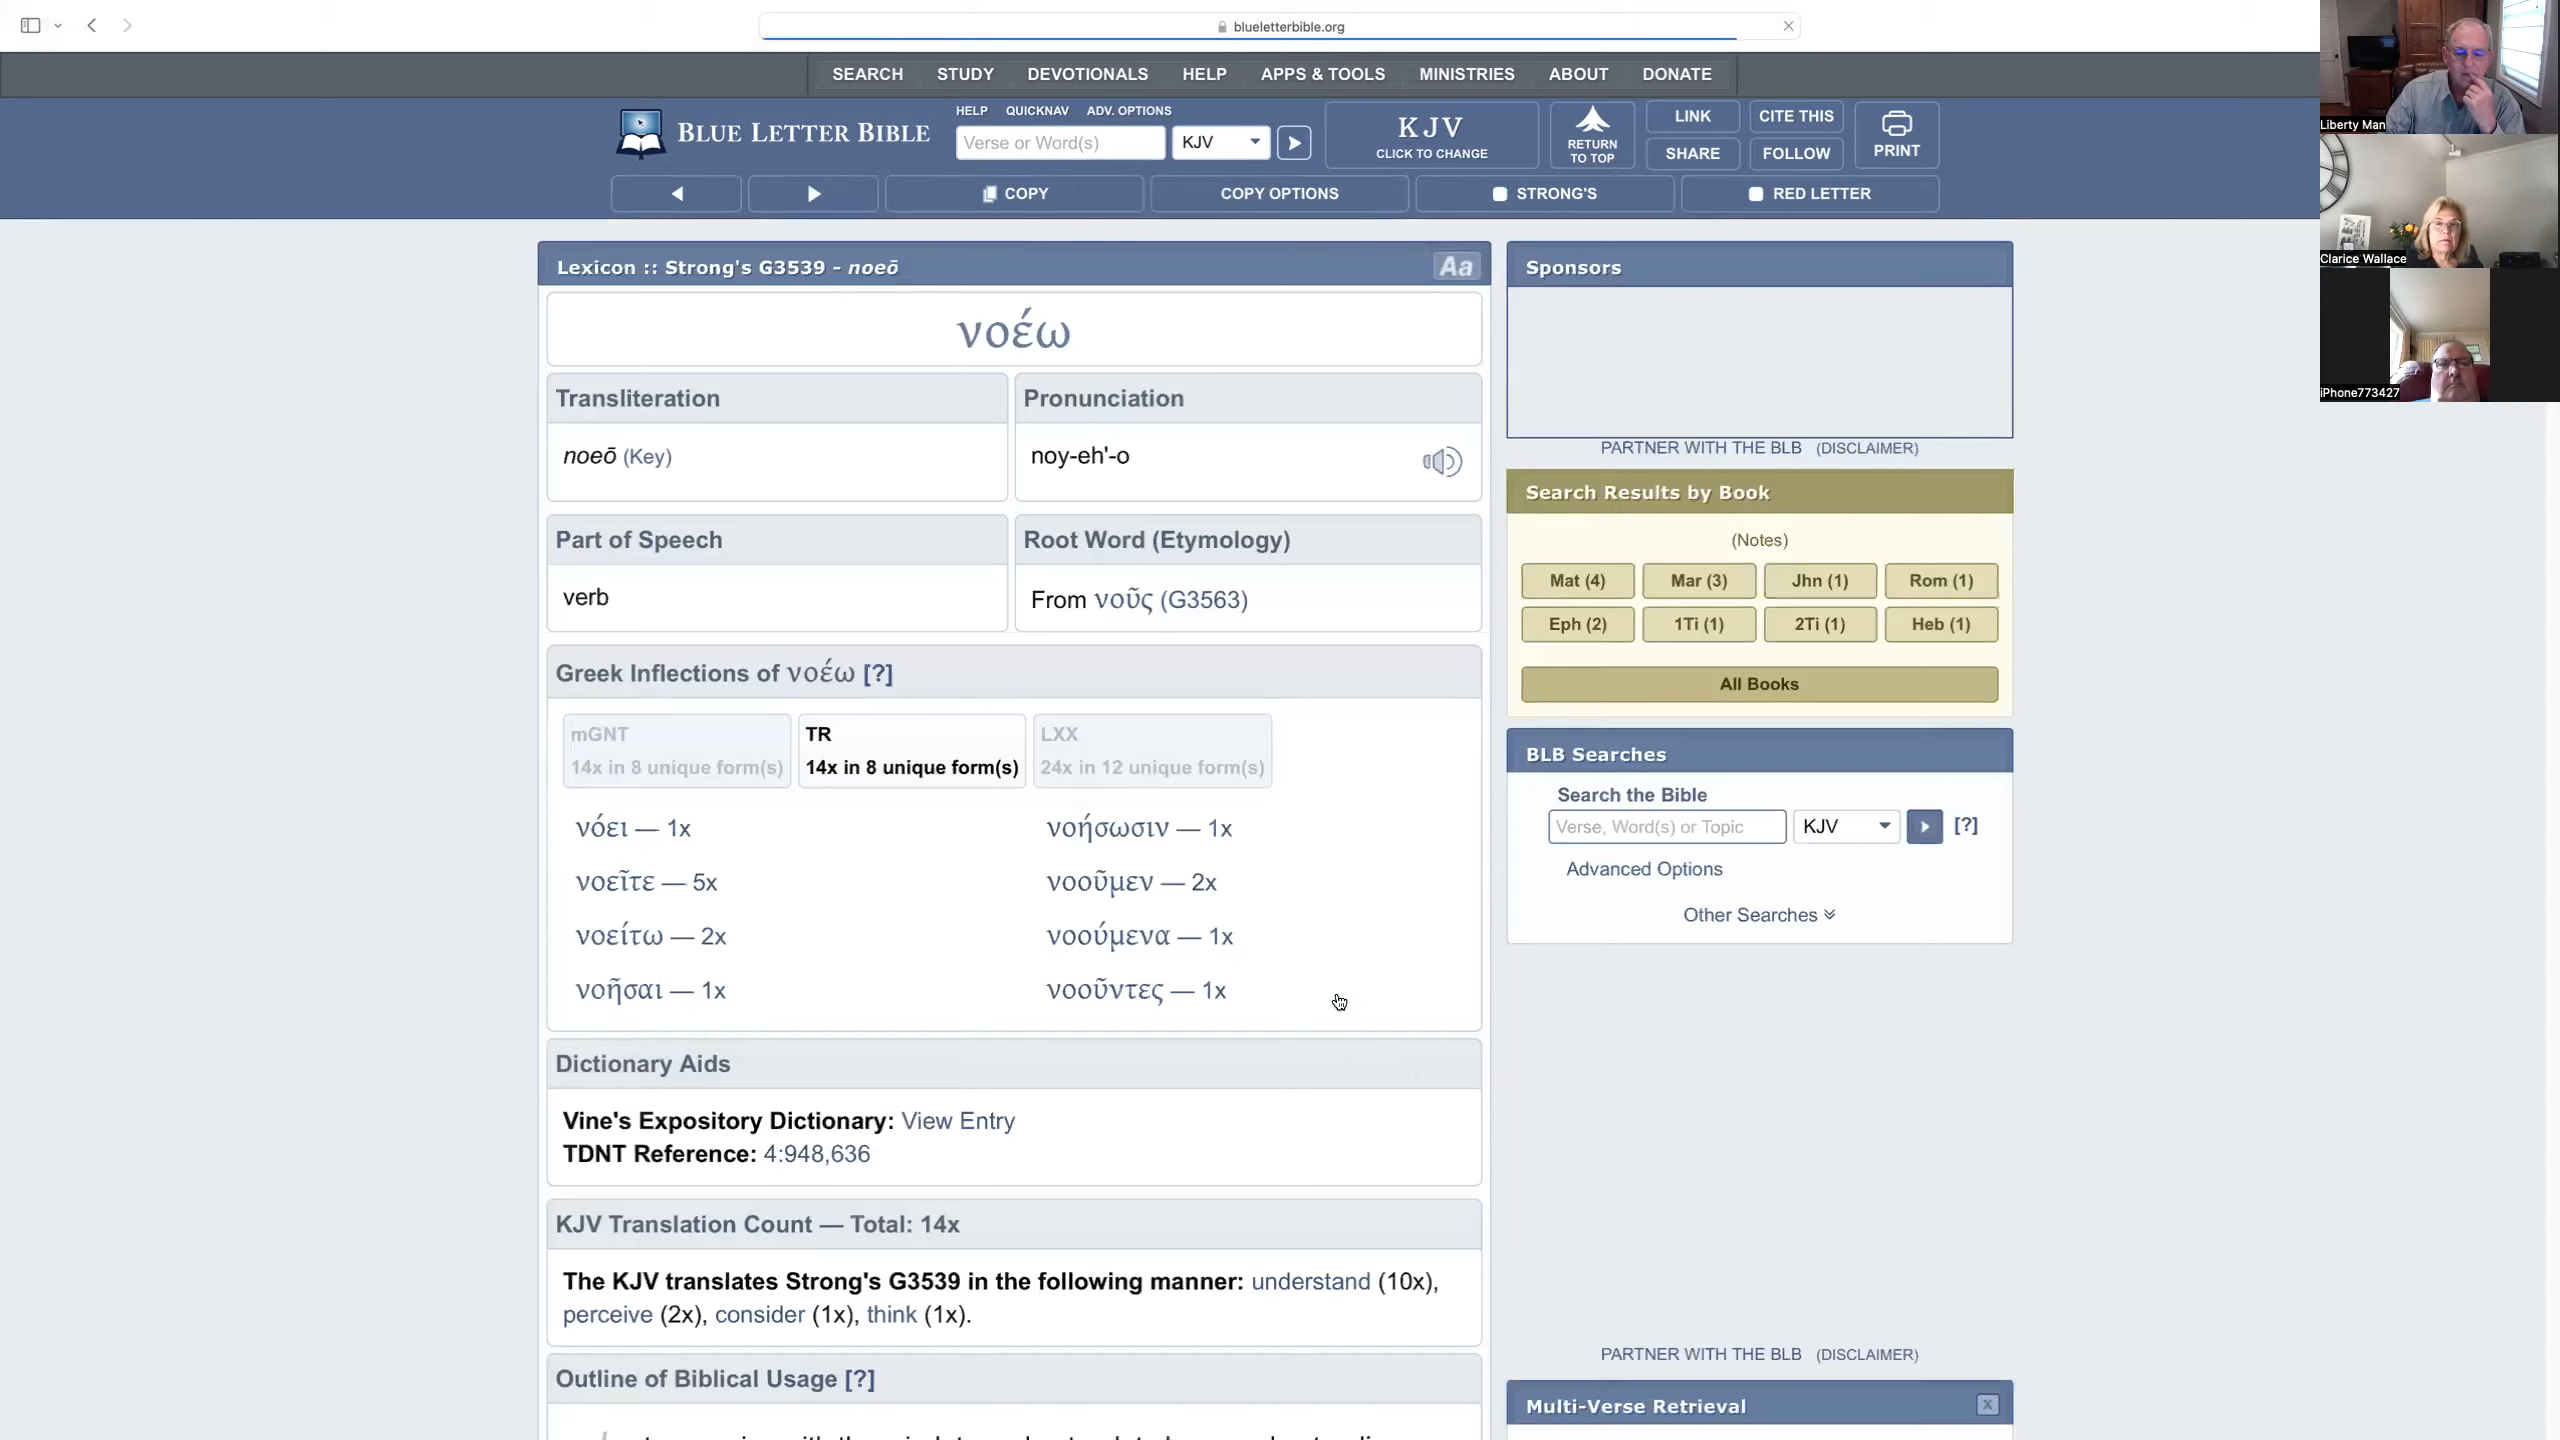 blueletterbible.org
SEARCH STUDY DEVOTIONALS HELP APPS & TOOLS MINISTRIES ABOUT DONATE
BLUE LETTER BIBLE
HELP QUICKNAV ADV. OPTIONS
Verse or Word(s) KJV
KJV
CLICK TO CHANGE
RETURN
TO TOP
LINK CITE THIS
SHARE FOLLOW
PRINT
COPY COPY OPTIONS STRONG'S RED LETTER
Liberty Man
Clarice Wallace
iPhone773427
Lexicon :: Strong's G3539 - noeō Aa
νοέω
Transliteration
noeō (Key)
Pronunciation
noy-eh'-o
Part of Speech
verb
Root Word (Etymology)
From νοῦς (G3563)
Greek Inflections of νοέω [?]
mGNT
14x in 8 unique form(s)
TR
14x in 8 unique form(s)
LXX
24x in 12 unique form(s)
νόει — 1x
νοεῖτε — 5x
νοείτω — 2x
νοῆσαι — 1x
νοήσωσιν — 1x
νοοῦμεν — 2x
νοούμενα — 1x
νοοῦντες — 1x
Dictionary Aids
Vine's Expository Dictionary: View Entry
TDNT Reference: 4:948,636
KJV Translation Count — Total: 14x
The KJV translates Strong's G3539 in the following manner: understand (10x),
perceive (2x), consider (1x), think (1x).
Outline of Biblical Usage [?]
Sponsors
PARTNER WITH THE BLB (DISCLAIMER)
Search Results by Book
(Notes)
Mat (4) Mar (3) Jhn (1) Rom (1)
Eph (2) 1Ti (1) 2Ti (1) Heb (1)
All Books
BLB Searches
Search the Bible
Verse, Word(s) or Topic KJV [?]
Advanced Options
Other Searches
PARTNER WITH THE BLB (DISCLAIMER)
Multi-Verse Retrieval x